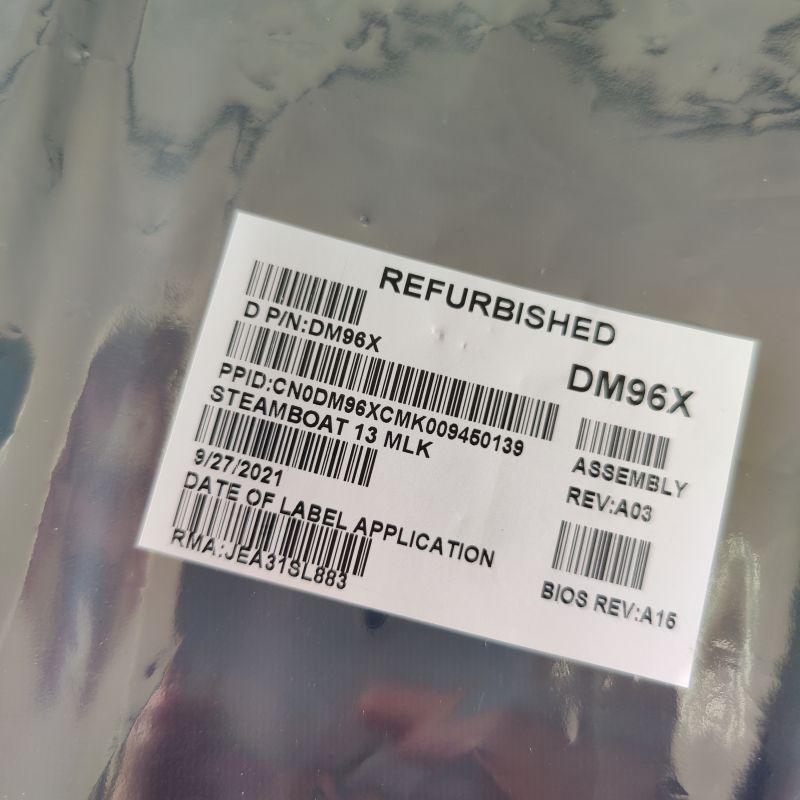 REFURBISHED
D P/N:DM96X
DM96X
PPID:CN0DM96XCMK009450139
STEAMBOAT 13 MLK
ASSEMBLY
REV:A03
9/27/2021
DATE OF LABEL APPLICATION
BIOS REV:A15
RMA:JEA31SL883